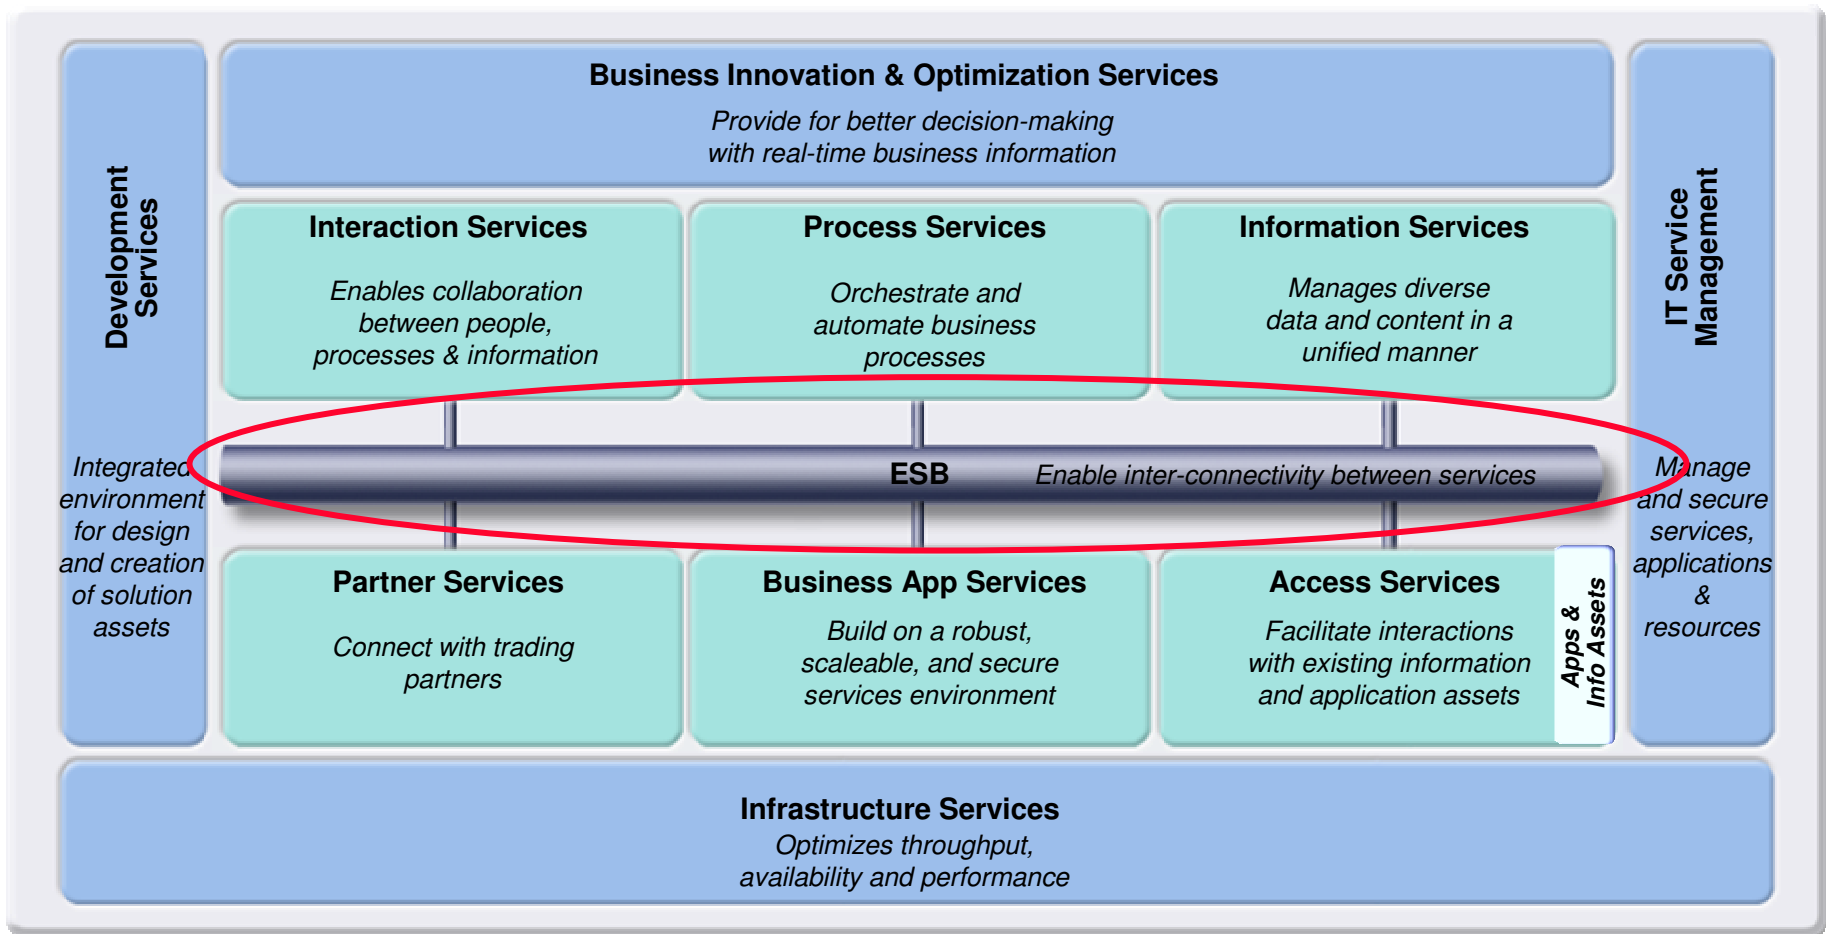 Business Innovation & Optimization Services
Provide for better decision-making
with real-time business information
Development
Services
Integrated
environment
for design
and creation
of solution
assets
Interaction Services
Enables collaboration
between people,
processes & information
Process Services
Orchestrate and
automate business
processes
Information Services
Manages diverse
data and content in a
unified manner
IT Service
Management
Manage
and secure
services,
applications
&
resources
ESB
Enable inter-connectivity between services
Partner Services
Connect with trading
partners
Business App Services
Build on a robust,
scaleable, and secure
services environment
Access Services
Facilitate interactions
with existing information
and application assets
Apps &
Info Assets
Infrastructure Services
Optimizes throughput,
availability and performance